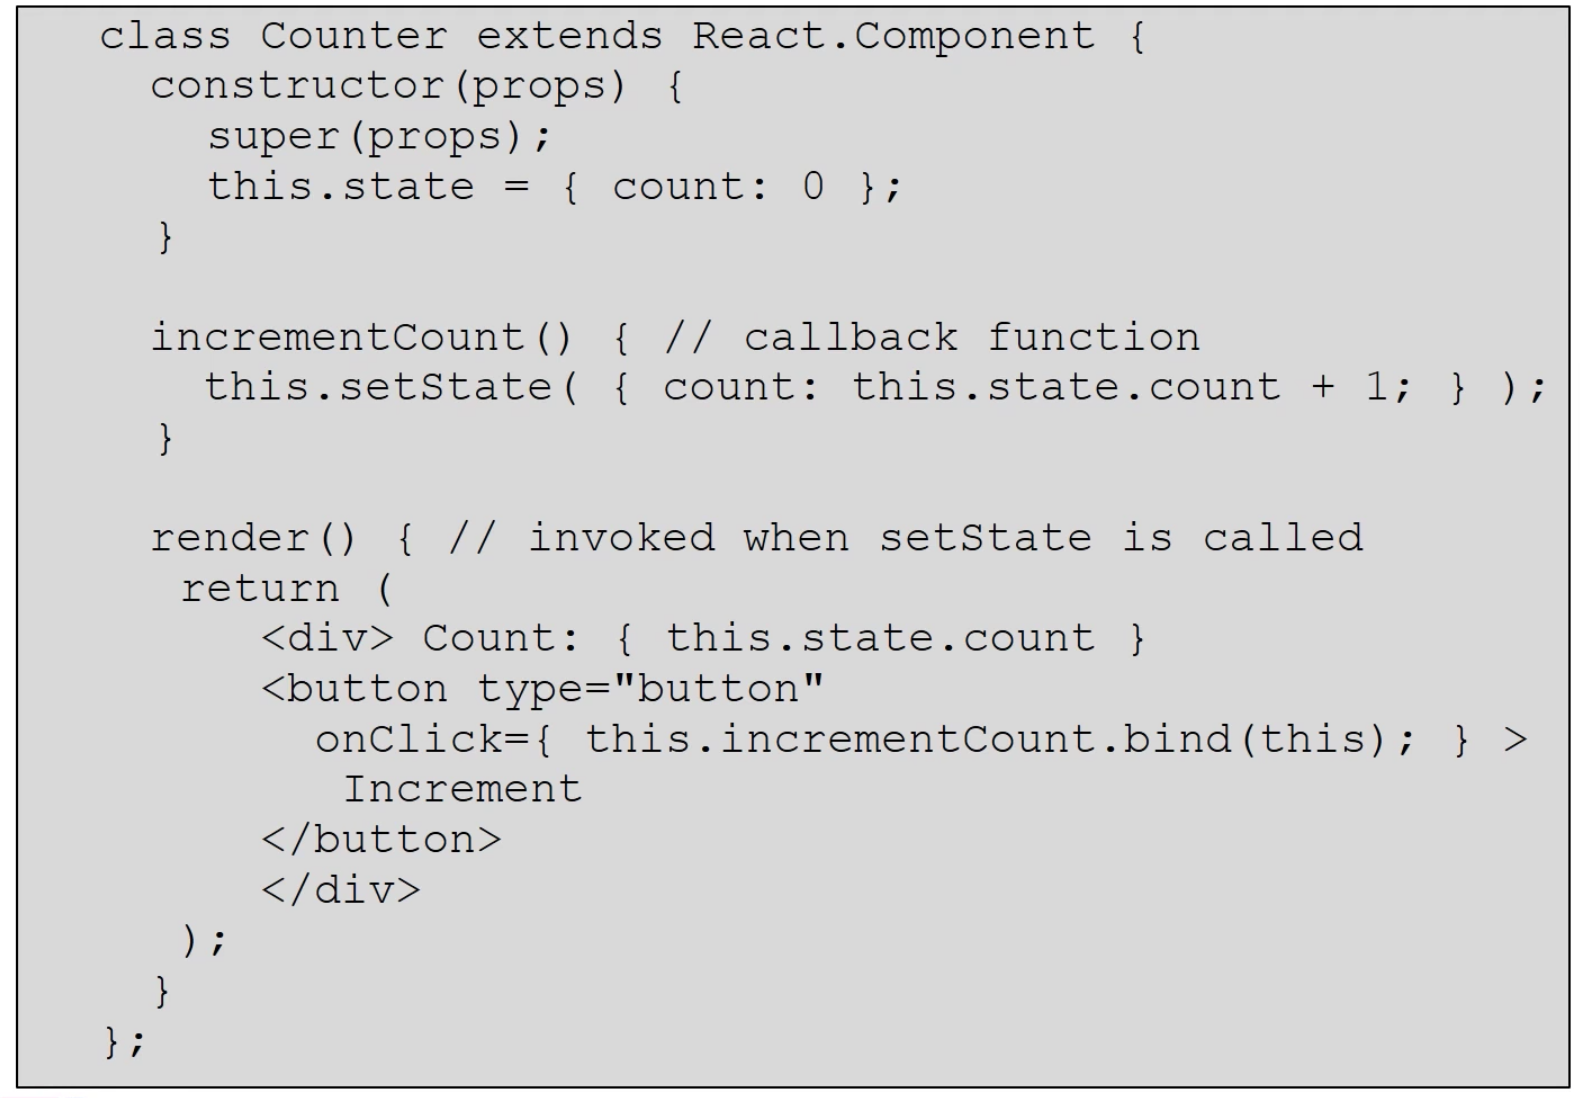 class Counter extends React.Component {
constructor(props) {
super(props);
this.state = { count: 0 };
}
incrementCount() { // callback function
this.setState( { count: this.state.count + 1; } );
}
render() { // invoked when setState is called
return (
<div> Count: { this.state.count }
<button type="button"
onClick={ this.incrementCount.bind(this); } >
Increment
</button>
</div>
);
}
};